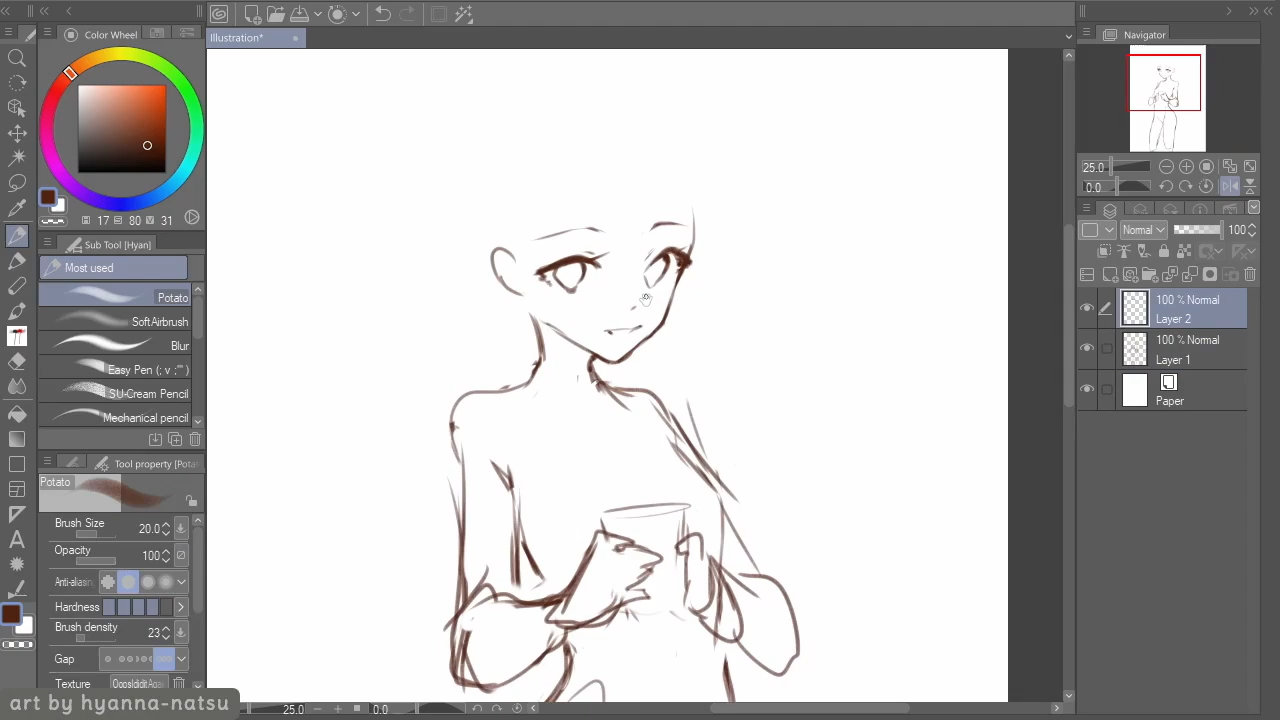 Color Wheel
Illustration*
Navigator
25.0
0.0
H 17 S 80 V 31
Sub Tool [Hyan]
Most used
Potato
SoftAirbrush
Blur
Easy Pen (; v ;"" )
SU-Cream Pencil
Mechanical pencil
Tool property [Potat
Potato
Brush Size 20.0
Opacity 100
Anti-aliasin
Hardness
Brush density 23
Gap
Texture
Normal 100
100 % Normal
Layer 2
100 % Normal
Layer 1
Paper
art by hyanna-natsu
25.0 0.0